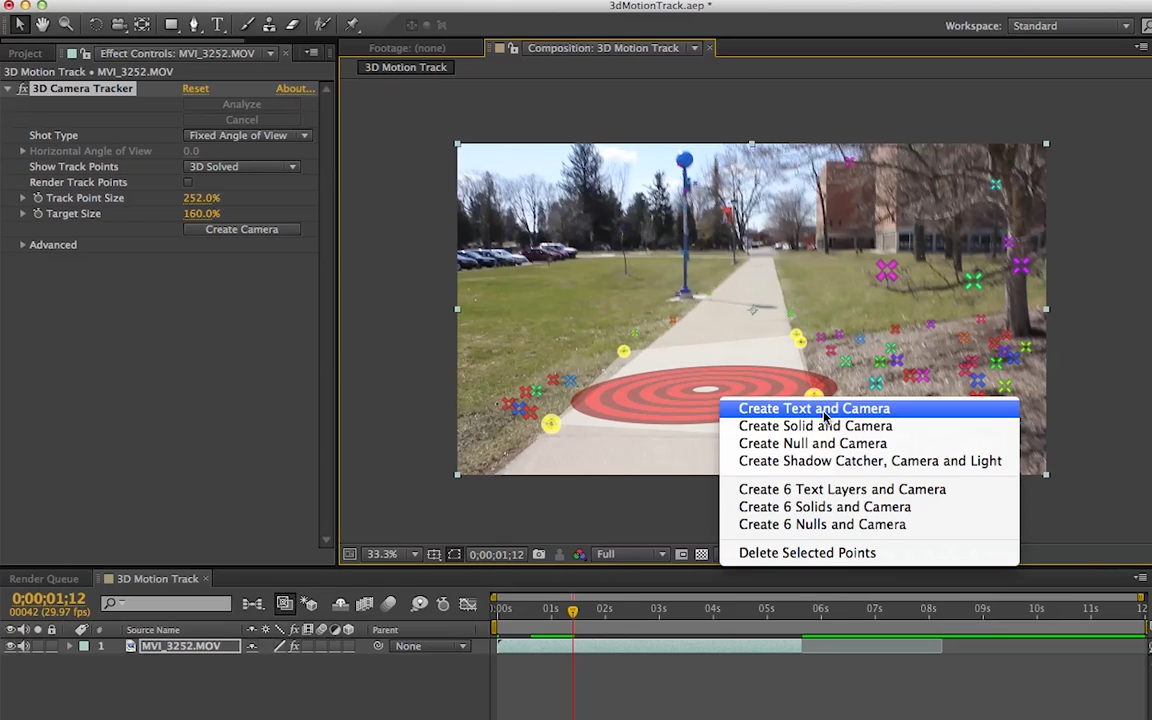 3dMotionTrack.aep *
Workspace: Standard
Project Effect Controls: MVI_3252.MOV
Footage: (none) Composition: 3D Motion Track
3D Motion Track • MVI_3252.MOV
3D Motion Track
fx 3D Camera Tracker Reset About...
Analyze
Cancel
Shot Type Fixed Angle of View
Horizontal Angle of View 0.0
Show Track Points 3D Solved
Render Track Points
Track Point Size 252.0%
Target Size 160.0%
Create Camera
Advanced
Create Text and Camera
Create Solid and Camera
Create Null and Camera
Create Shadow Catcher, Camera and Light
Create 6 Text Layers and Camera
Create 6 Solids and Camera
Create 6 Nulls and Camera
Delete Selected Points
33.3% 0;00;01;12 Full
Render Queue 3D Motion Track
0;00;01;12
00042 (29.97 fps)
:00s 01s 02s 03s 04s 05s 06s 07s 08s 09s 10s 11s 12
# Source Name fx Parent
1 MVI_3252.MOV fx None